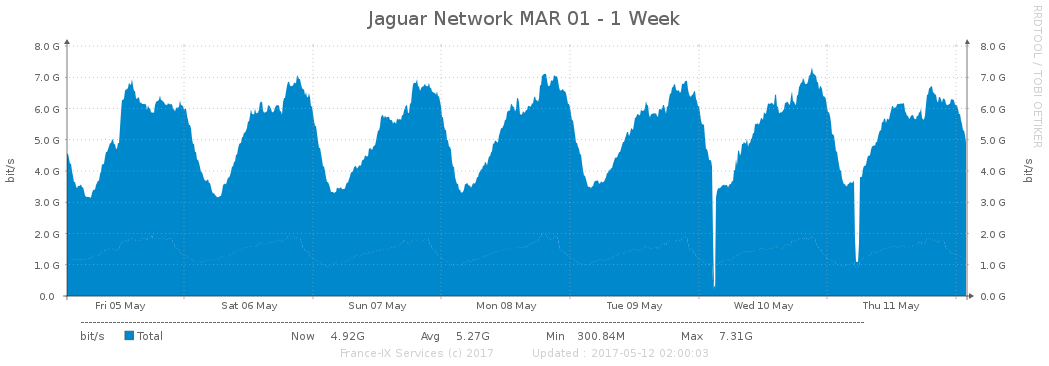 Jaguar Network MAR 01 - 1 Week
RRDTOOL / TOBI OETIKER
bit/s
8.0 G 8.0 G
7.0 G 7.0 G
6.0 G 6.0 G
5.0 G 5.0 G
4.0 G 4.0 G
3.0 G 3.0 G
2.0 G 2.0 G
1.0 G 1.0 G
0.0 0.0 G
bit/s
Fri 05 May Sat 06 May Sun 07 May Mon 08 May Tue 09 May Wed 10 May Thu 11 May
bit/s Total Now 4.92G Avg 5.27G Min 300.84M Max 7.31G
France-IX Services (c) 2017 Updated : 2017-05-12 02:00:03